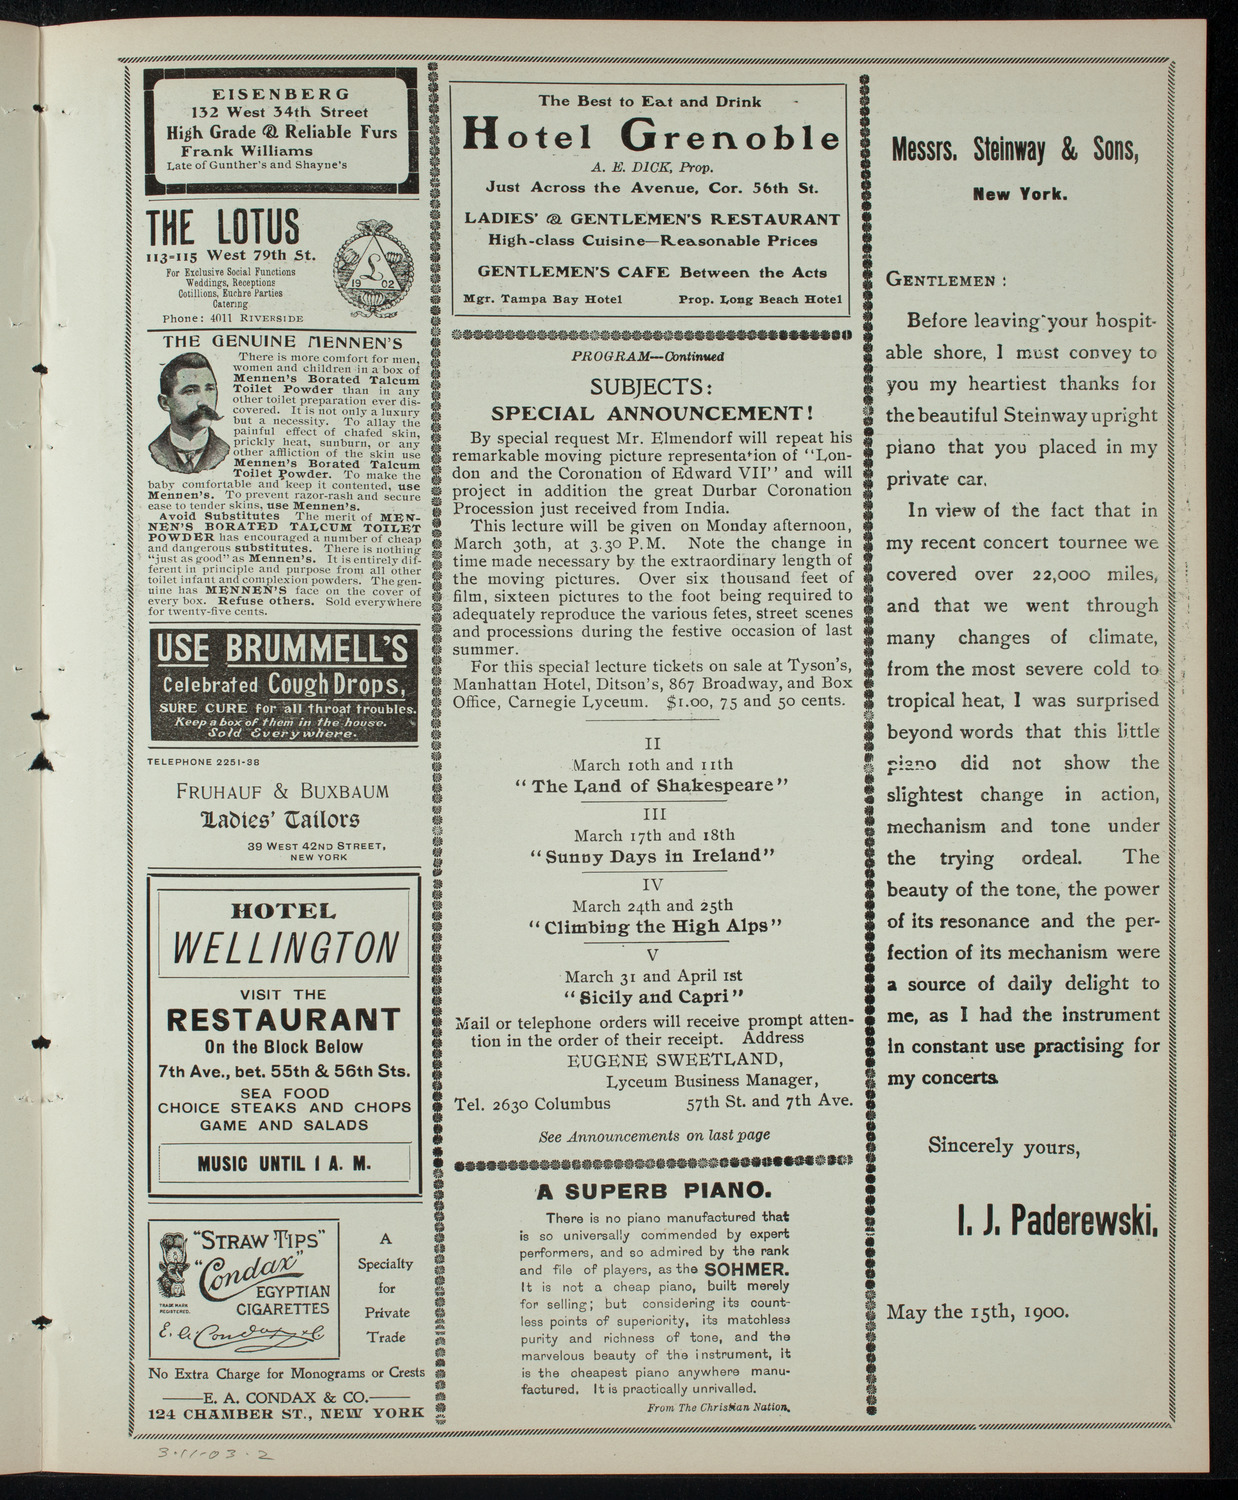 EISENBERG
132 West 34th Street
High Grade & Reliable Furs
Frank Williams
Late of Gunther's and Shayne's
THE LOTUS
113-115 West 79th St.
For Exclusive Social Functions
Weddings, Receptions
Cotillions, Euchre Parties
Catering
Phone: 4011 RIVERSIDE
L
19 02
THE GENUINE MENNEN'S
There is more comfort for men,
women and children in a box of
Mennen's Borated Talcum
Toilet Powder than in any
other toilet preparation ever dis-
covered. It is not only a luxury
but a necessity. To allay the
painful effect of chafed skin,
prickly heat, sunburn, or any
other affliction of the skin use
Mennen's Borated Talcum
Toilet Powder. To make the
baby comfortable and keep it contented, use
Mennen's. To prevent razor-rash and secure
ease to tender skins, use Mennen's.
Avoid Substitutes The merit of MEN-
NEN'S BORATED TALCUM TOILET
POWDER has encouraged a number of cheap
and dangerous substitutes. There is nothing
"just as good" as Mennen's. It is entirely dif-
ferent in principle and purpose from all other
toilet infant and complexion powders. The gen-
uine has MENNEN'S face on the cover of
every box. Refuse others. Sold everywhere
for twenty-five cents.
USE BRUMMELL'S
Celebrated Cough Drops,
SURE CURE for all throat troubles.
Keep a box of them in the house.
Sold Everywhere.
TELEPHONE 2251-38
FRUHAUF & BUXBAUM
Ladies' Tailors
39 WEST 42ND STREET,
NEW YORK
HOTEL
WELLINGTON
VISIT THE
RESTAURANT
On the Block Below
7th Ave., bet. 55th & 56th Sts.
SEA FOOD
CHOICE STEAKS AND CHOPS
GAME AND SALADS
MUSIC UNTIL 1 A. M.
"STRAW TIPS"
"Condax"
EGYPTIAN
CIGARETTES
TRADE MARK
REGISTERED.
E. A. Condax & Co
A
Specialty
for
Private
Trade
No Extra Charge for Monograms or Crests
E. A. CONDAX & CO.
124 CHAMBER ST., NEW YORK
The Best to Eat and Drink
Hotel Grenoble
A. E. DICK, Prop.
Just Across the Avenue, Cor. 56th St.
LADIES' & GENTLEMEN'S RESTAURANT
High-class Cuisine—Reasonable Prices
GENTLEMEN'S CAFE Between the Acts
Mgr. Tampa Bay Hotel Prop. Long Beach Hotel
PROGRAM—Continued
SUBJECTS:
SPECIAL ANNOUNCEMENT!
By special request Mr. Elmendorf will repeat his
remarkable moving picture representation of "Lon-
don and the Coronation of Edward VII" and will
project in addition the great Durbar Coronation
Procession just received from India.
This lecture will be given on Monday afternoon,
March 30th, at 3.30 P.M. Note the change in
time made necessary by the extraordinary length of
the moving pictures. Over six thousand feet of
film, sixteen pictures to the foot being required to
adequately reproduce the various fetes, street scenes
and processions during the festive occasion of last
summer.
For this special lecture tickets on sale at Tyson's,
Manhattan Hotel, Ditson's, 867 Broadway, and Box
Office, Carnegie Lyceum. $1.00, 75 and 50 cents.
II
March 10th and 11th
"The Land of Shakespeare"
III
March 17th and 18th
"Sunny Days in Ireland"
IV
March 24th and 25th
"Climbing the High Alps"
V
March 31 and April 1st
"Sicily and Capri"
Mail or telephone orders will receive prompt atten-
tion in the order of their receipt. Address
EUGENE SWEETLAND,
Lyceum Business Manager,
Tel. 2630 Columbus 57th St. and 7th Ave.
See Announcements on last page
A SUPERB PIANO.
There is no piano manufactured that
is so universally commended by expert
performers, and so admired by the rank
and file of players, as the SOHMER.
It is not a cheap piano, built merely
for selling; but considering its count-
less points of superiority, its matchless
purity and richness of tone, and the
marvelous beauty of the instrument, it
is the cheapest piano anywhere manu-
factured. It is practically unrivalled.
From The Christian Nation.
Messrs. Steinway & Sons,
New York.
GENTLEMEN:
Before leaving your hospit-
able shore, I must convey to
you my heartiest thanks for
the beautiful Steinway upright
piano that you placed in my
private car.
In view of the fact that in
my recent concert tournee we
covered over 22,000 miles,
and that we went through
many changes of climate,
from the most severe cold to
tropical heat, I was surprised
beyond words that this little
piano did not show the
slightest change in action,
mechanism and tone under
the trying ordeal. The
beauty of the tone, the power
of its resonance and the per-
fection of its mechanism were
a source of daily delight to
me, as I had the instrument
in constant use practising for
my concerts.
Sincerely yours,
I. J. Paderewski.
May the 15th, 1900.
3-11-03-2